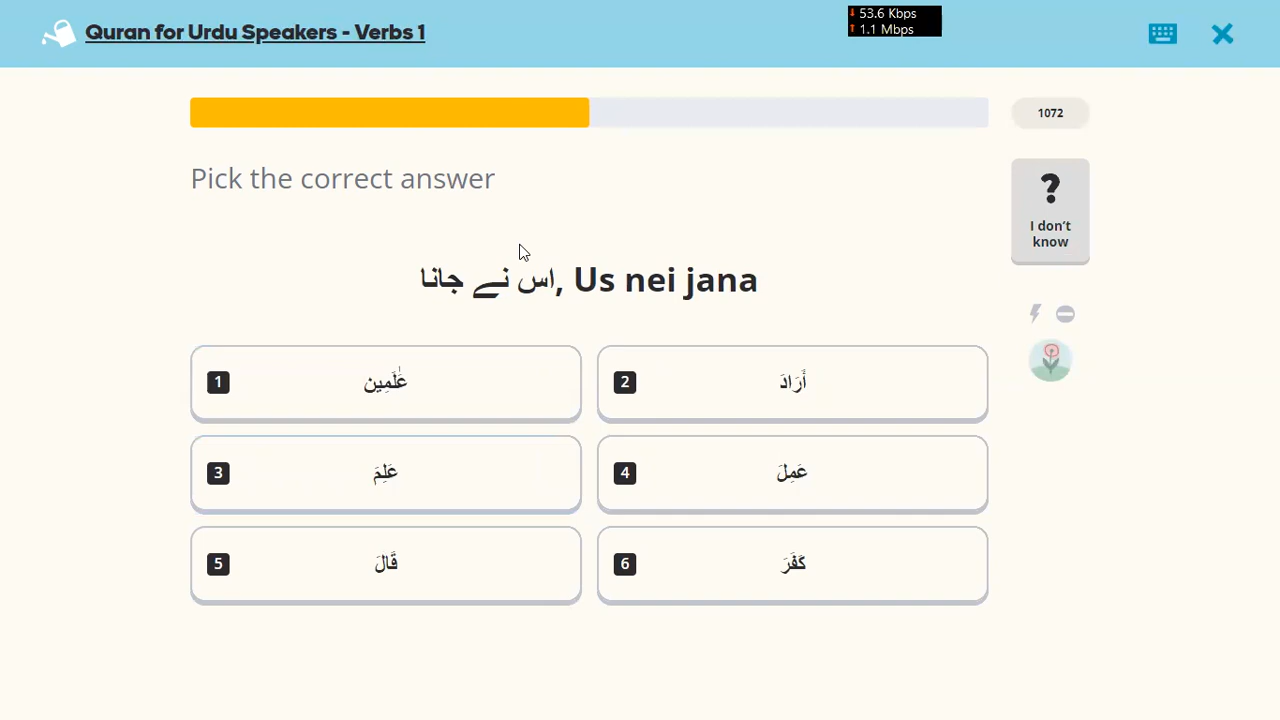 Quran for Urdu Speakers - Verbs 1
53.6 Kbps
1.1 Mbps
1072
Pick the correct answer
?
I don't
know
اس نے جانا, Us nei jana
1 عَٰلَمِين
2 أَرَادَ
3 عَلِمَ
4 عَمِلَ
5 قَالَ
6 كَفَرَ